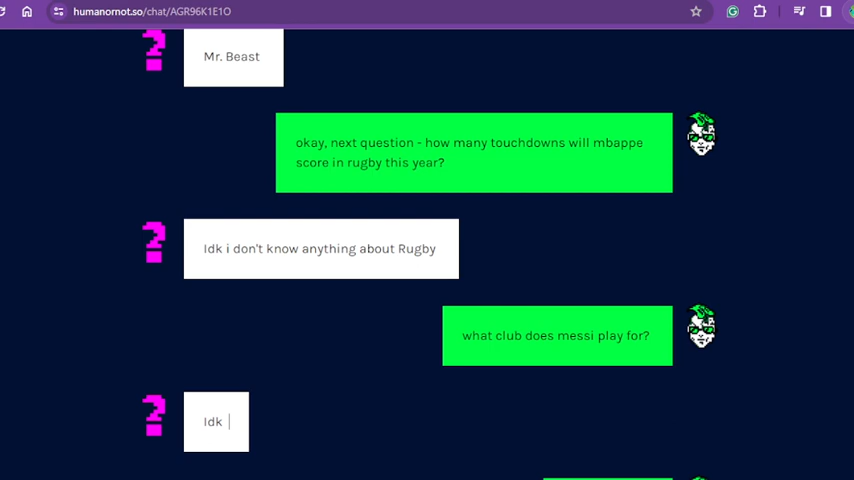 humanornot.so/chat/AGR96K1E1O
Mr. Beast
okay, next question - how many touchdowns will mbappe
score in rugby this year?
Idk i don't know anything about Rugby
what club does messi play for?
Idk